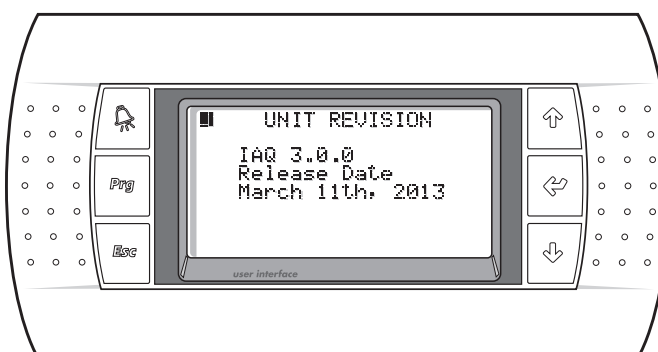 UNIT REVISION
IAQ 3.0.0
Release Date
March 11th, 2013
Prg
Esc
user interface